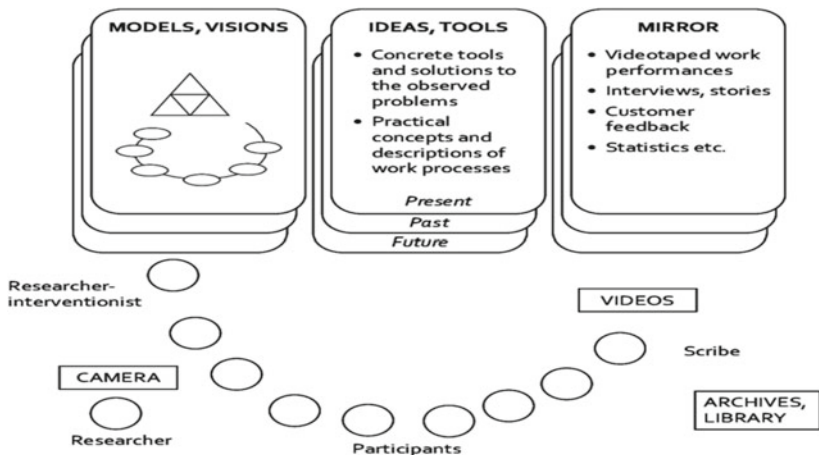 MODELS, VISIONS
IDEAS, TOOLS
• Concrete tools
and solutions to
the observed
problems
• Practical
concepts and
descriptions of
work processes
Present
Past
Future
MIRROR
• Videotaped work
performances
• Interviews, stories
• Customer
feedback
• Statistics etc.
Researcher-
interventionist
VIDEOS
Scribe
CAMERA
ARCHIVES,
LIBRARY
Researcher
Participants